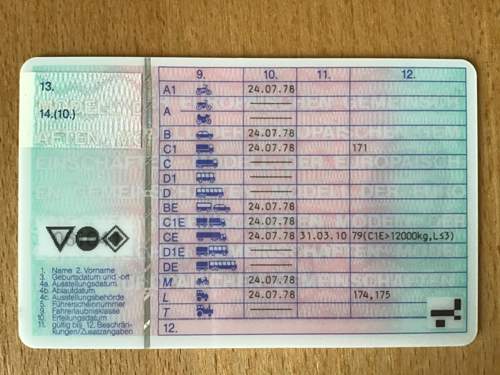 13.
14.(10.)
9. 10. 11. 12.
A1 24.07.78
A
B 24.07.78
C1 24.07.78 171
C
D1
D
BE 24.07.78
C1E 24.07.78
CE 24.07.78 31.03.10 79(C1E>12000kg,L≤3)
D1E
DE
M 24.07.78
L 24.07.78 174,175
T
12.
1. Name 2. Vorname
3. Geburtsdatum und -ort
4a. Ausstellungsdatum
4b. Ablaufdatum
4c. Ausstellungsbehörde
5. Führerscheinnummer
9. Fahrerlaubnisklasse
10. Erteilungsdatum
11. gültig bis 12. Beschrän-
kungen/Zusatzangaben